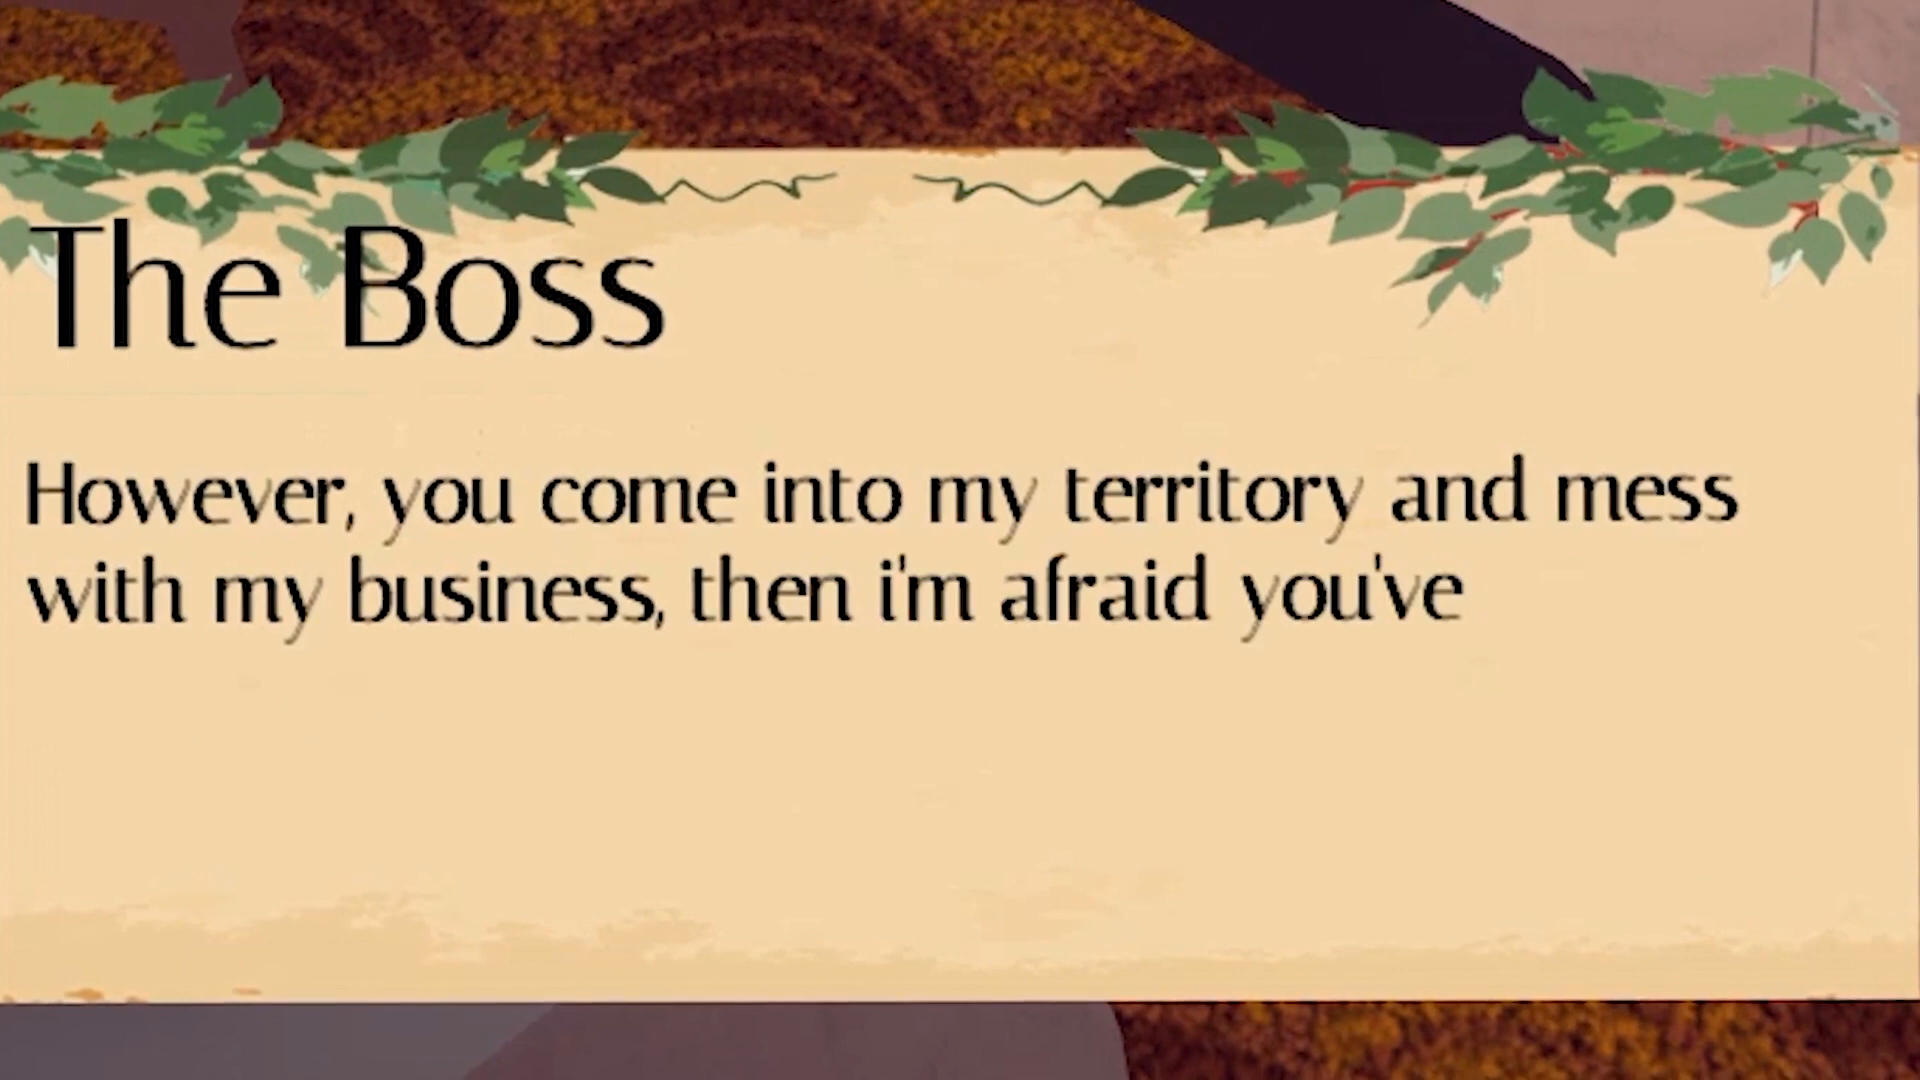 The Boss
However, you come into my territory and mess
with my business, then i'm afraid you've